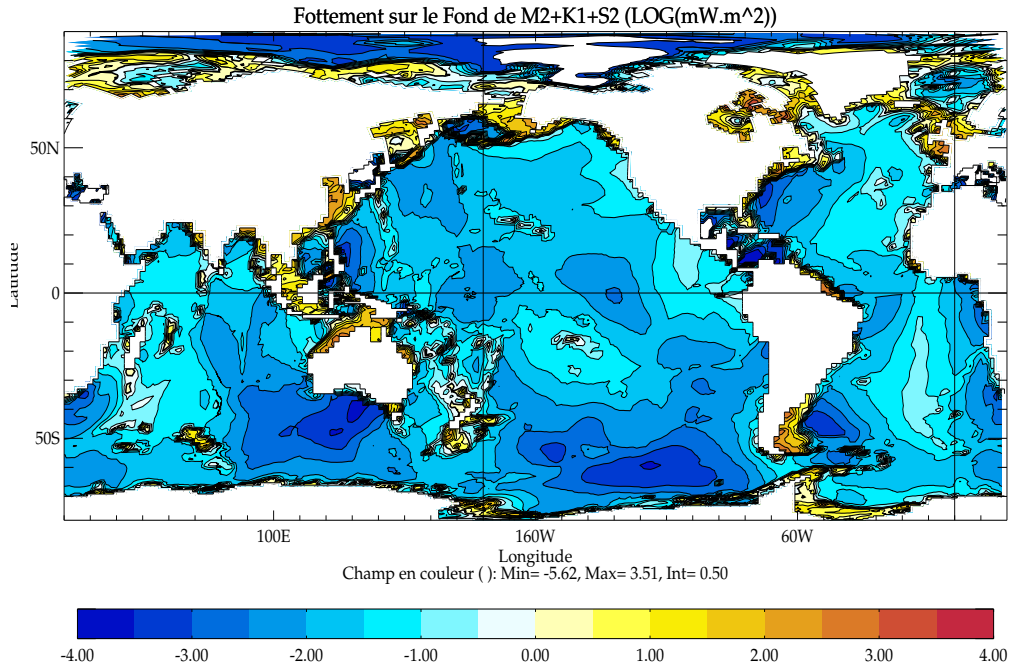 Fottement sur le Fond de M2+K1+S2 (LOG(mW.m^2))
50N
0
50S
Latitude
100E
160W
60W
Longitude
Champ en couleur ( ): Min= -5.62, Max= 3.51, Int= 0.50
-4.00 -3.00 -2.00 -1.00 0.00 1.00 2.00 3.00 4.00